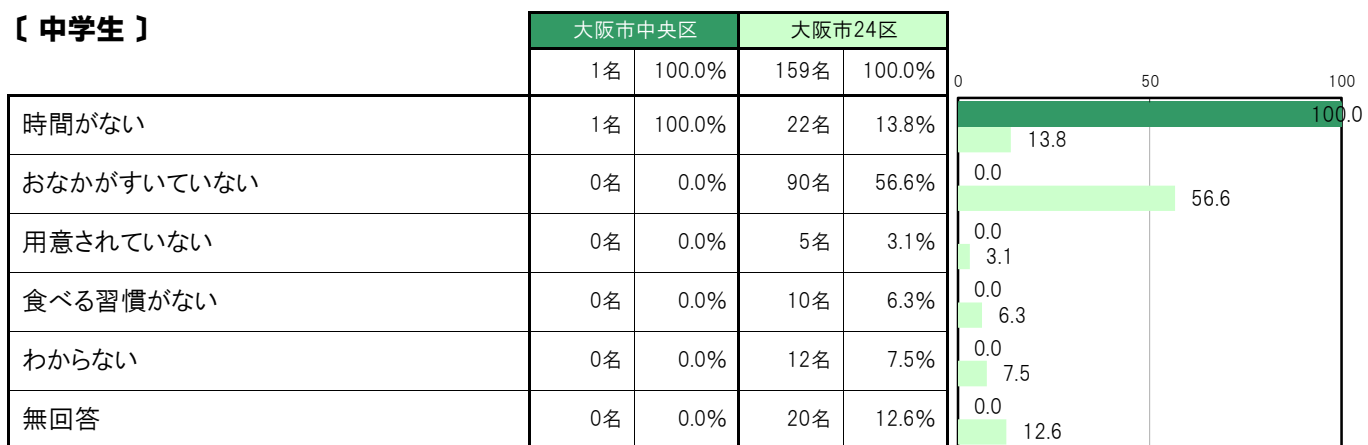 〔 中学生 〕
大阪市中央区 大阪市24区
1名 100.0% 159名 100.0%
0 50 100
時間がない 1名 100.0% 22名 13.8%
100.0
13.8
おなかがすいていない 0名 0.0% 90名 56.6%
0.0
56.6
用意されていない 0名 0.0% 5名 3.1%
0.0
3.1
食べる習慣がない 0名 0.0% 10名 6.3%
0.0
6.3
わからない 0名 0.0% 12名 7.5%
0.0
7.5
無回答 0名 0.0% 20名 12.6%
0.0
12.6